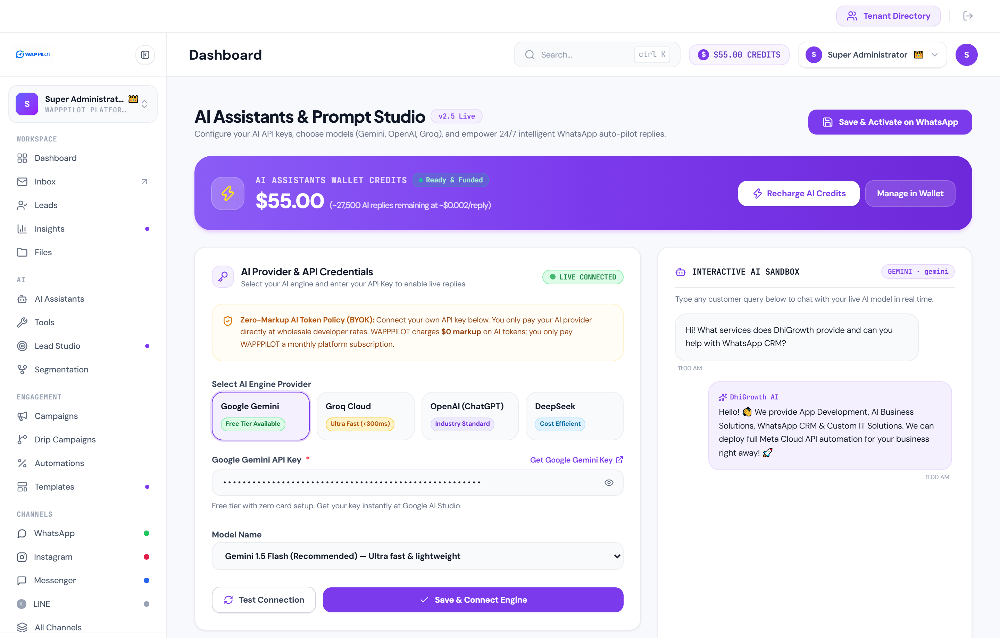 Tenant Directory
WAP PILOT
Dashboard
Search...
ctrl K
$ $55.00 CREDITS
S Super Administrator 👑
S
S Super Administrat... 👑
WAPPPILOT PLATFOR…
WORKSPACE
Dashboard
Inbox
Leads
Insights
Files
AI
AI Assistants
Tools
Lead Studio
Segmentation
ENGAGEMENT
Campaigns
Drip Campaigns
Automations
Templates
CHANNELS
WhatsApp
Instagram
Messenger
L LINE
All Channels
AI Assistants & Prompt Studio v2.5 Live
Configure your AI API keys, choose models (Gemini, OpenAI, Groq), and empower 24/7 intelligent WhatsApp auto-pilot replies.
Save & Activate on WhatsApp
AI ASSISTANTS WALLET CREDITS Ready & Funded
$55.00 (~27,500 AI replies remaining at ~$0.002/reply)
Recharge AI Credits
Manage in Wallet
AI Provider & API Credentials
Select your AI engine and enter your API Key to enable live replies
LIVE CONNECTED
Zero-Markup AI Token Policy (BYOK): Connect your own API key below. You only pay your AI provider
directly at wholesale developer rates. WAPPPILOT charges $0 markup on AI tokens; you only pay
WAPPPILOT a monthly platform subscription.
Select AI Engine Provider
Google Gemini
Free Tier Available
Groq Cloud
Ultra Fast (<300ms)
OpenAI (ChatGPT)
Industry Standard
DeepSeek
Cost Efficient
Google Gemini API Key *
Get Google Gemini Key
Free tier with zero card setup. Get your key instantly at Google AI Studio.
Model Name
Gemini 1.5 Flash (Recommended) — Ultra fast & lightweight
Test Connection
Save & Connect Engine
INTERACTIVE AI SANDBOX
GEMINI · gemini
Type any customer query below to chat with your live AI model in real time.
Hi! What services does DhiGrowth provide and can you
help with WhatsApp CRM?
11:00 AM
DhiGrowth AI
Hello! 👋 We provide App Development, AI Business
Solutions, WhatsApp CRM & Custom IT Solutions. We can
deploy full Meta Cloud API automation for your business
right away! 🚀
11:00 AM